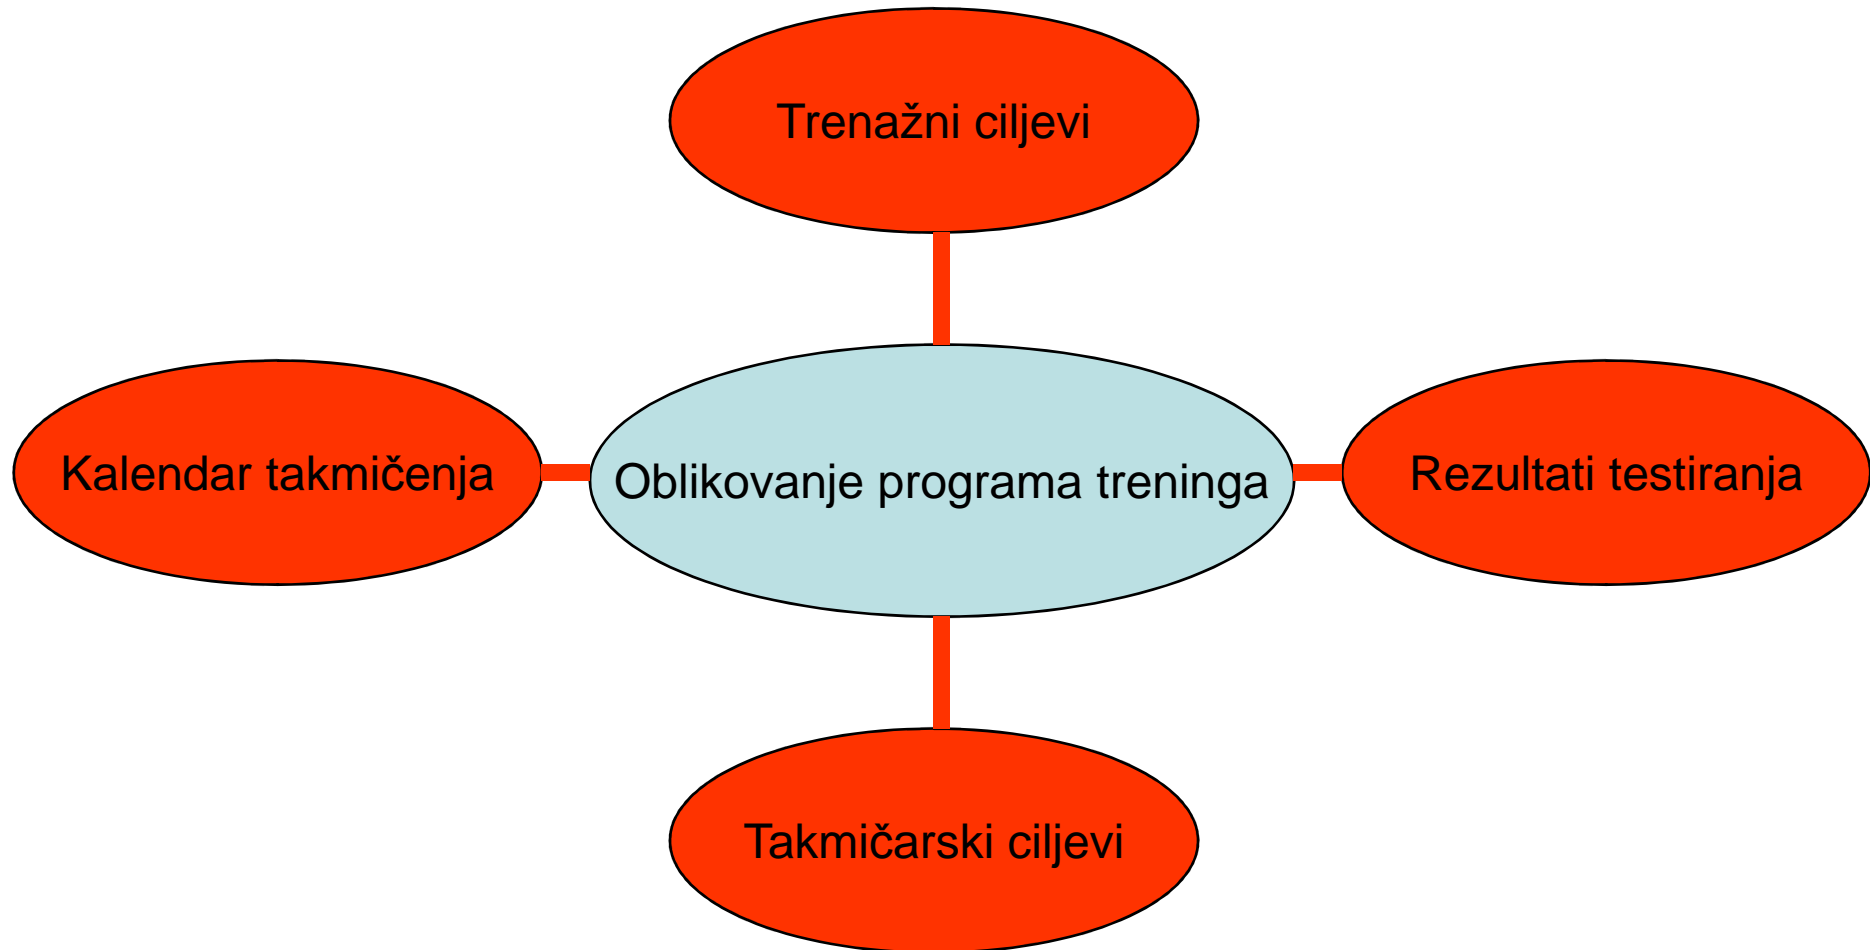 Trenažni ciljevi
Kalendar takmičenja
Oblikovanje programa treninga
Rezultati testiranja
Takmičarski ciljevi